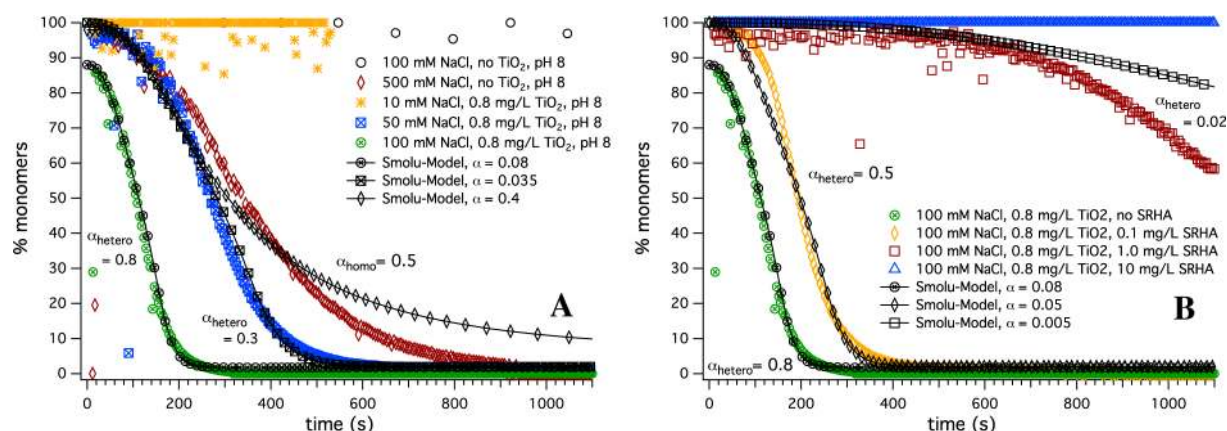 100
90
80
70
60
50
40
30
20
10
0
% monomers
0
200
400
600
800
1000
time (s)
100 mM NaCl, no TiO2, pH 8
500 mM NaCl, no TiO2, pH 8
10 mM NaCl, 0.8 mg/L TiO2, pH 8
50 mM NaCl, 0.8 mg/L TiO2, pH 8
100 mM NaCl, 0.8 mg/L TiO2, pH 8
Smolu-Model, α = 0.08
Smolu-Model, α = 0.035
Smolu-Model, α = 0.4
αhetero
= 0.8
αhomo= 0.5
αhetero
= 0.3
A
100
90
80
70
60
50
40
30
20
10
0
% monomers
0
200
400
600
800
1000
time (s)
αhetero
= 0.02
αhetero= 0.5
100 mM NaCl, 0.8 mg/L TiO2, no SRHA
100 mM NaCl, 0.8 mg/L TiO2, 0.1 mg/L SRHA
100 mM NaCl, 0.8 mg/L TiO2, 1.0 mg/L SRHA
100 mM NaCl, 0.8 mg/L TiO2, 10 mg/L SRHA
Smolu-Model, α = 0.08
Smolu-Model, α = 0.05
Smolu-Model, α = 0.005
αhetero= 0.8
B